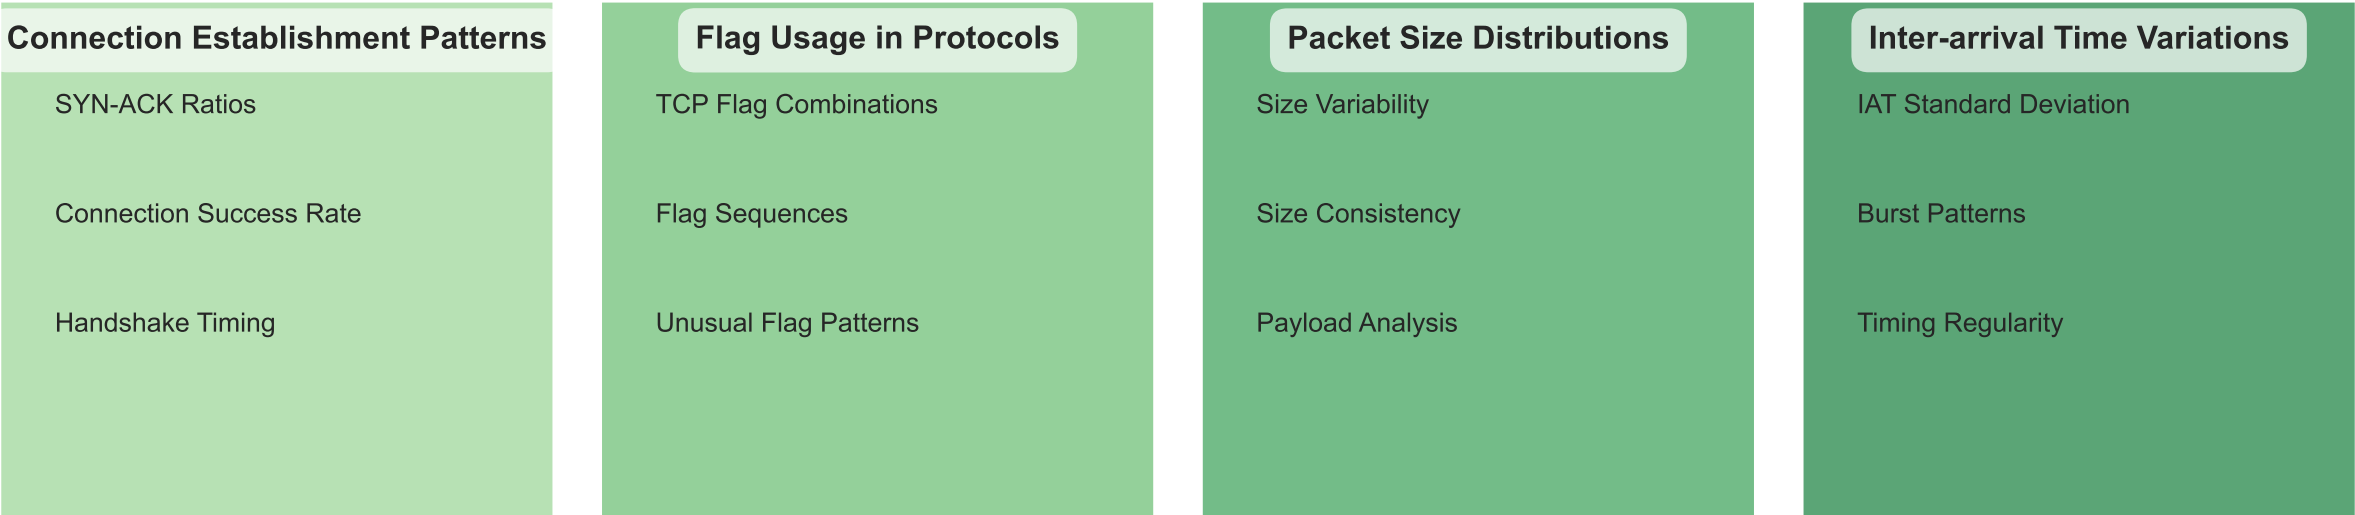 Connection Establishment Patterns
SYN-ACK Ratios
Connection Success Rate
Handshake Timing
Flag Usage in Protocols
TCP Flag Combinations
Flag Sequences
Unusual Flag Patterns
Packet Size Distributions
Size Variability
Size Consistency
Payload Analysis
Inter-arrival Time Variations
IAT Standard Deviation
Burst Patterns
Timing Regularity